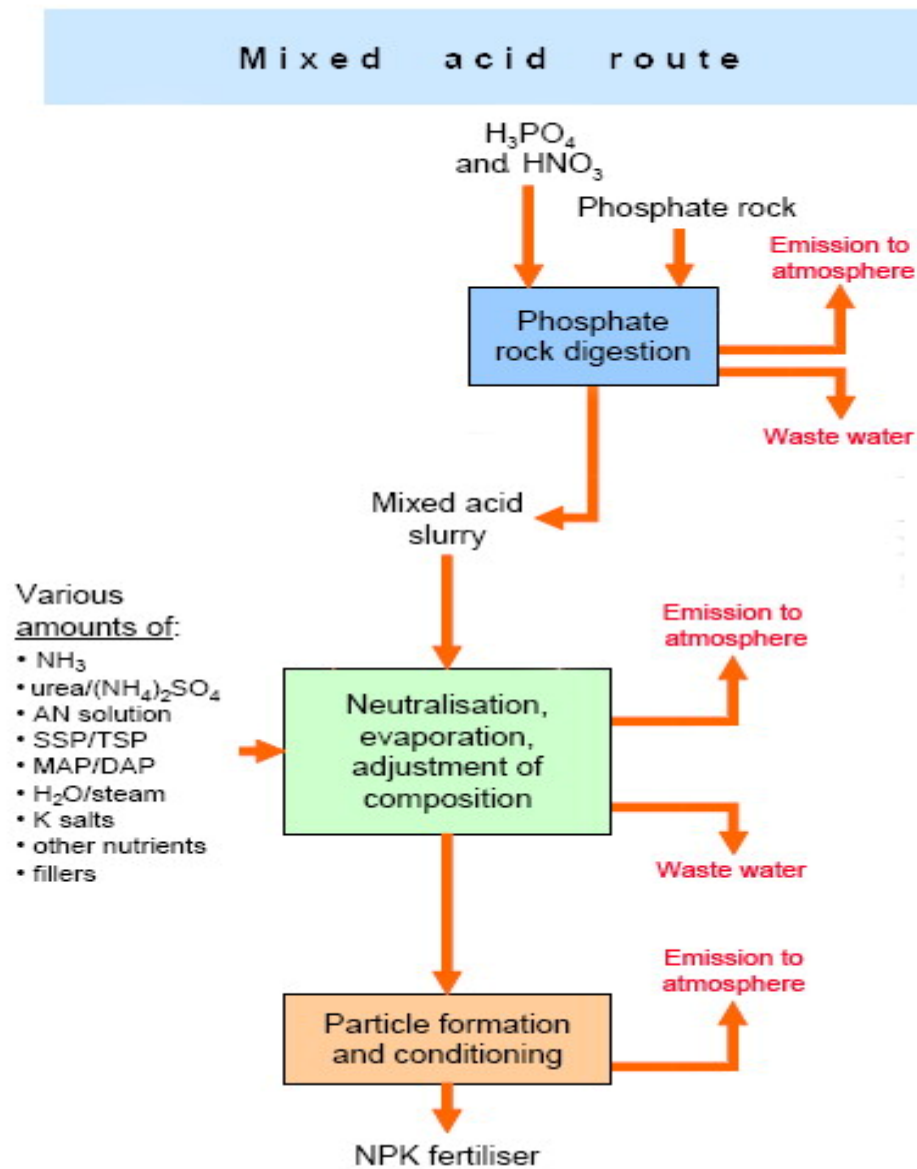 Mixed acid route
H₃PO₄
and HNO₃
Phosphate rock
Emission to
atmosphere
Phosphate
rock digestion
Waste water
Mixed acid
slurry
Various
amounts of:
• NH₃
• urea/(NH₄)₂SO₄
• AN solution
• SSP/TSP
• MAP/DAP
• H₂O/steam
• K salts
• other nutrients
• fillers
Emission to
atmosphere
Neutralisation,
evaporation,
adjustment of
composition
Waste water
Emission to
atmosphere
Particle formation
and conditioning
NPK fertiliser